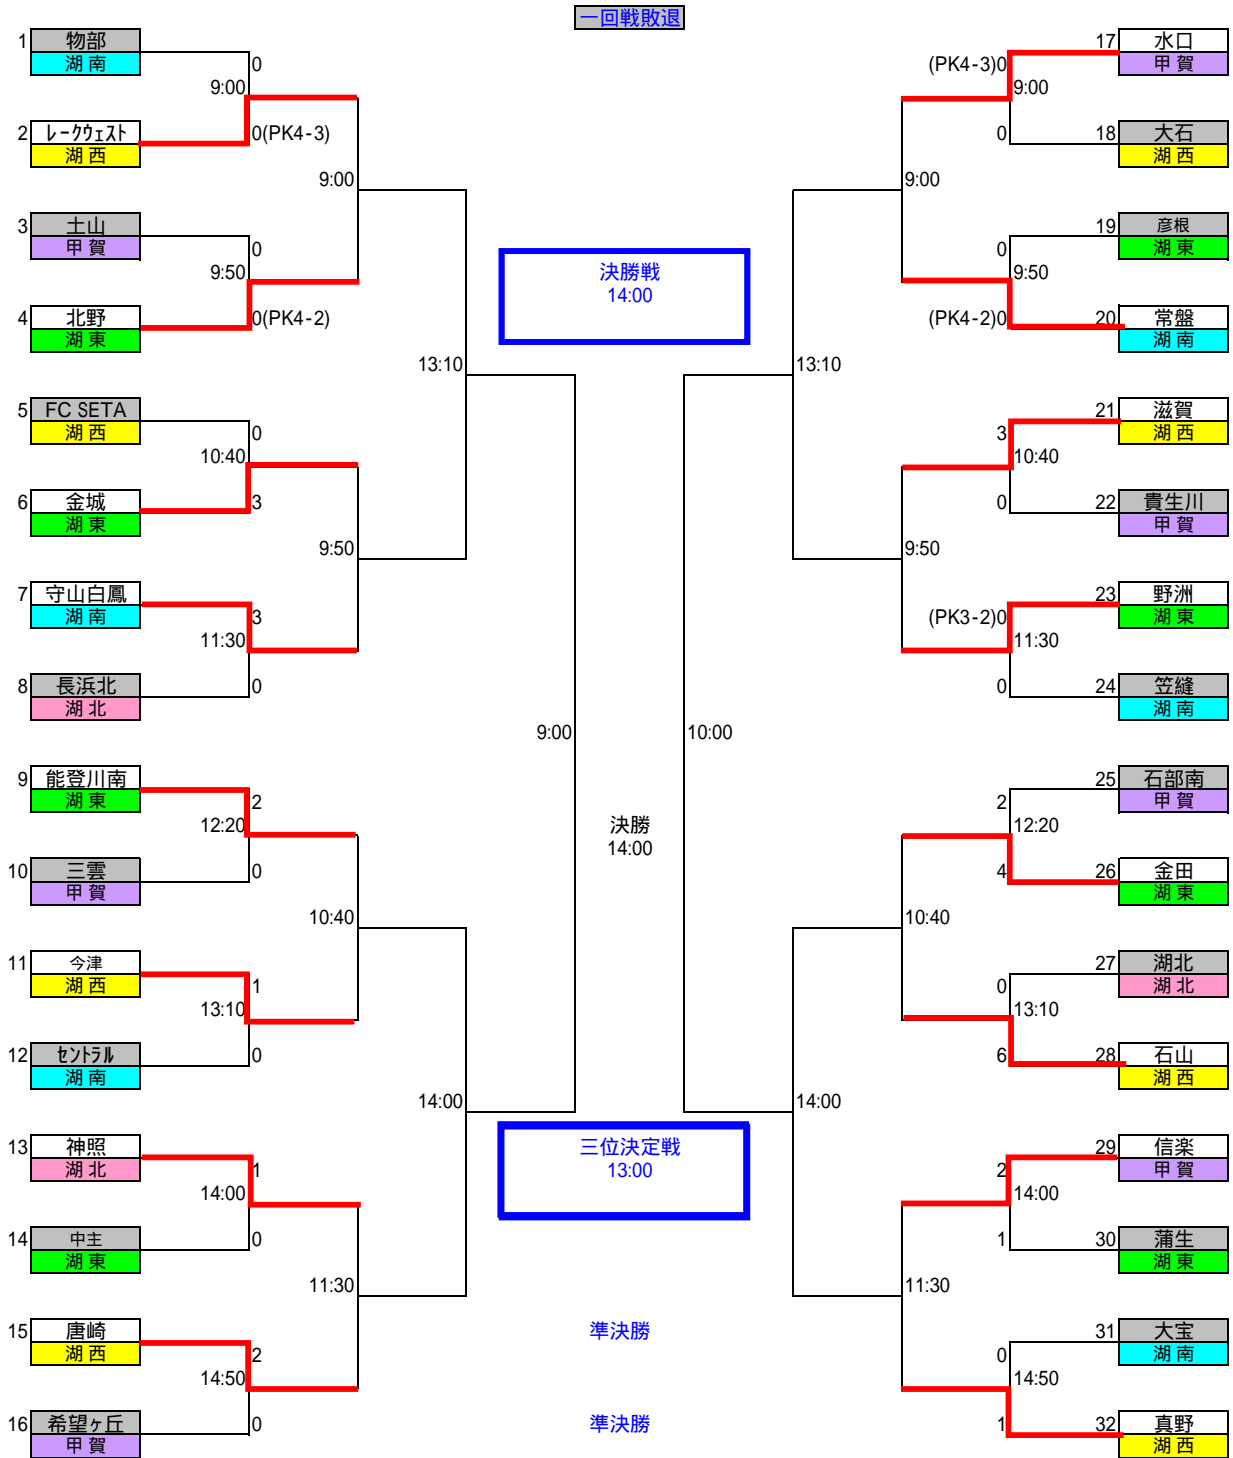 一回戦敗退
1 物部
湖南
0
9:00
2 ﾚｰｸｳｪｽﾄ
湖西
0(PK4-3)
9:00
3 土山
甲賀
0
9:50
4 北野
湖東
0(PK4-2)
13:10
5 FC SETA
湖西
0
10:40
6 金城
湖東
3
9:50
7 守山白鳳
湖南
3
11:30
8 長浜北
湖北
0
9:00
9 能登川南
湖東
2
12:20
10 三雲
甲賀
0
10:40
11 今津
湖西
1
13:10
12 ｾﾝﾄﾗﾙ
湖南
0
14:00
13 神照
湖北
1
14:00
14 中主
湖東
0
11:30
15 唐崎
湖西
2
14:50
16 希望ヶ丘
甲賀
0
決勝戦
14:00
決勝
14:00
三位決定戦
13:00
準決勝
準決勝
17 水口
甲賀
(PK4-3)0
9:00
18 大石
湖西
0
9:00
19 彦根
湖東
0
9:50
20 常盤
湖南
(PK4-2)0
13:10
21 滋賀
湖西
3
10:40
22 貴生川
甲賀
0
9:50
23 野洲
湖東
(PK3-2)0
11:30
24 笠縫
湖南
0
10:00
25 石部南
甲賀
2
12:20
26 金田
湖東
4
10:40
27 湖北
湖北
0
13:10
28 石山
湖西
6
14:00
29 信楽
甲賀
2
14:00
30 蒲生
湖東
1
11:30
31 大宝
湖南
0
14:50
32 真野
湖西
1